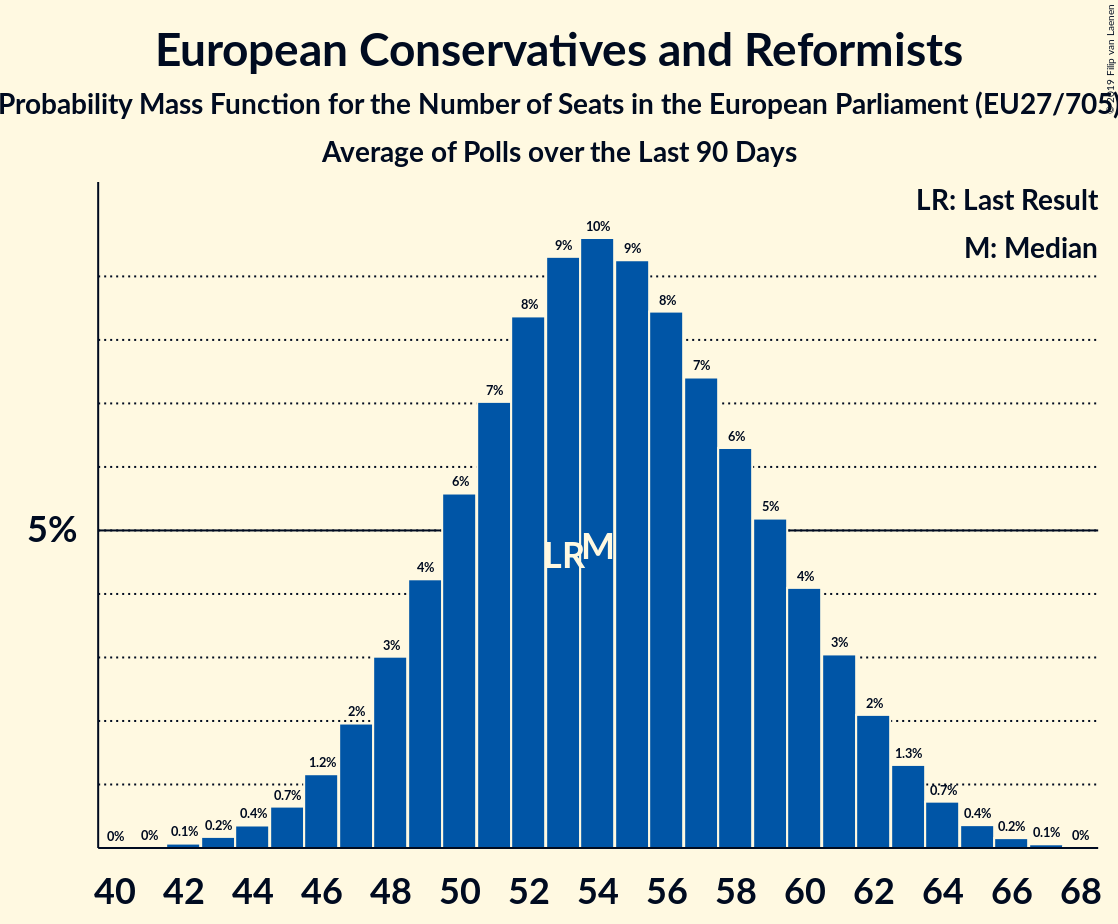 European Conservatives and Reformists
Probability Mass Function for the Number of Seats in the European Parliament (EU27/705)
Average of Polls over the Last 90 Days
© 2019 Filip van Laenen
LR: Last Result
M: Median
5%
0% 0% 0.1% 0.2% 0.4% 0.7% 1.2% 2% 3% 4% 6% 7% 8% 9% 10% 9% 8% 7% 6% 5% 4% 3% 2% 1.3% 0.7% 0.4% 0.2% 0.1% 0%
LR M
40 42 44 46 48 50 52 54 56 58 60 62 64 66 68